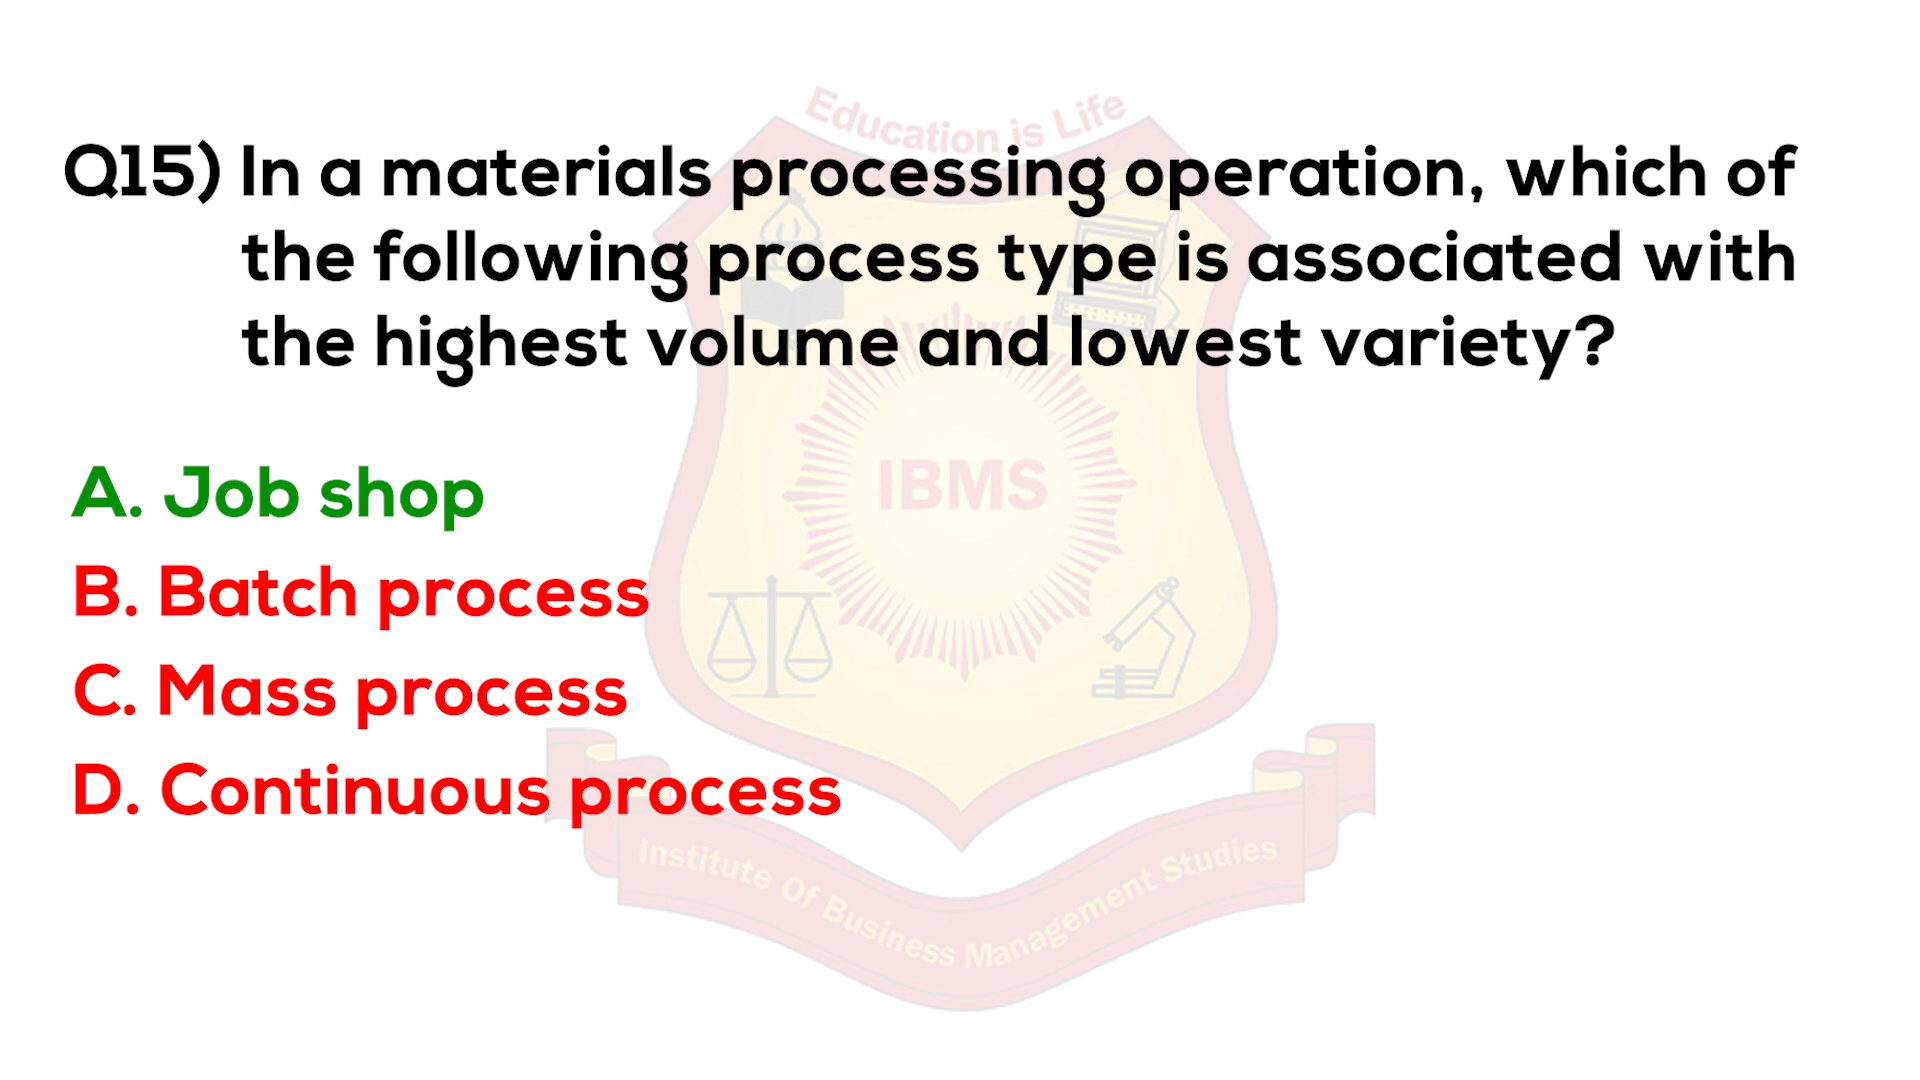 Education is Life
Q15) In a materials processing operation, which of
the following process type is associated with
the highest volume and lowest variety?
IBMS
A. Job shop
B. Batch process
C. Mass process
D. Continuous process
Institute Of Business Management Studies